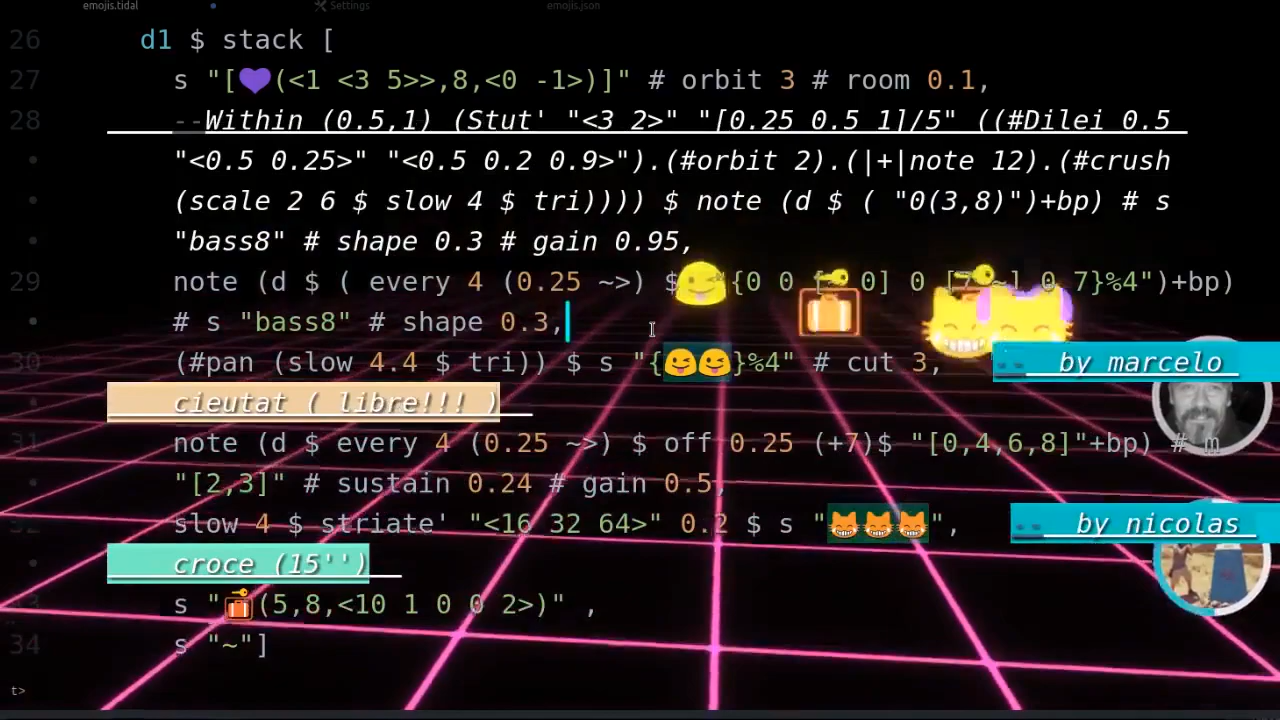 emojis.tidal Settings emojis.json
26 d1 $ stack [
27 s "[💜(<1 <3 5>>,8,<0 -1>)]" # orbit 3 # room 0.1,
28 --Within (0.5,1) (Stut' "<3 2>" "[0.25 0.5 1]/5" ((#Dilei 0.5
"<0.5 0.25>" "<0.5 0.2 0.9>").(#orbit 2).(|+|note 12).(#crush
(scale 2 6 $ slow 4 $ tri)))) $ note (d $ ( "0(3,8)")+bp) # s
"bass8" # shape 0.3 # gain 0.95,
29 note (d $ ( every 4 (0.25 ~>) $ "{0 0 [~ 0] 0 [7 ~] 0 7}%4")+bp)
# s "bass8" # shape 0.3,
30 (#pan (slow 4.4 $ tri)) $ s "{😜😜}%4" # cut 3, -- by marcelo
cieutat ( libre!!! )
31 note (d $ every 4 (0.25 ~>) $ off 0.25 (+7)$ "[0,4,6,8]"+bp) # m
"[2,3]" # sustain 0.24 # gain 0.5,
32 slow 4 $ striate' "<16 32 64>" 0.2 $ s "😹😹😹", -- by nicolas
croce (15'')
33 s "🛅(5,8,<10 1 0 0 2>)" ,
34 s "~"]
t>